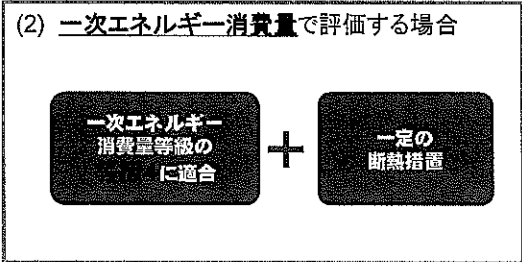 (2) 一次エネルギー消費量で評価する場合
一次エネルギー
消費量等級の
に適合
+
一定の
断熱措置